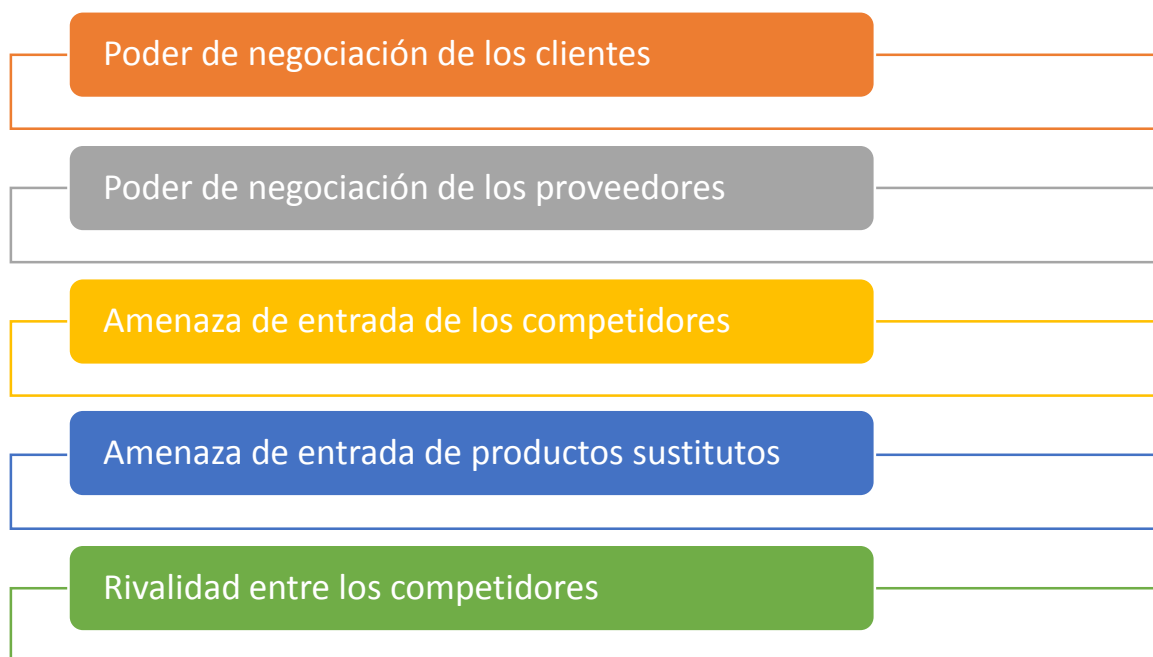 Poder de negociación de los clientes
Poder de negociación de los proveedores
Amenaza de entrada de los competidores
Amenaza de entrada de productos sustitutos
Rivalidad entre los competidores